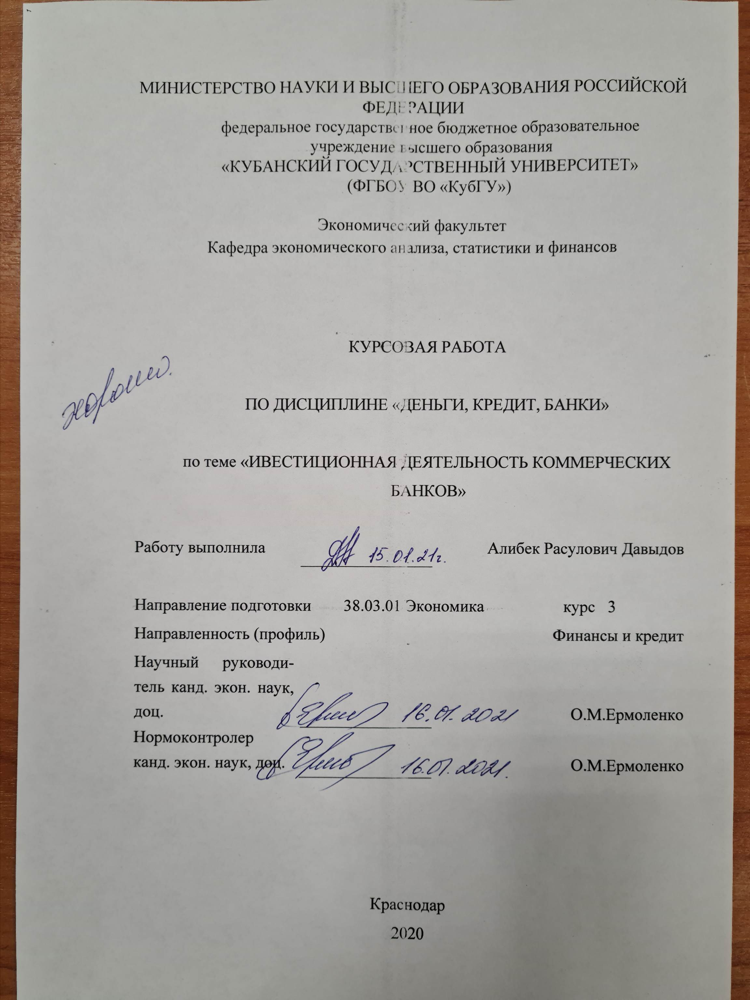 МИНИСТЕРСТВО НАУКИ И ВЫСШЕГО ОБРАЗОВАНИЯ РОССИЙСКОЙ
ФЕДЕРАЦИИ
федеральное государственное бюджетное образовательное
учреждение высшего образования
«КУБАНСКИЙ ГОСУДАРСТВЕННЫЙ УНИВЕРСИТЕТ»
(ФГБОУ ВО «КубГУ»)
Экономический факультет
Кафедра экономического анализа, статистики и финансов
КУРСОВАЯ РАБОТА
хорошо.
ПО ДИСЦИПЛИНЕ «ДЕНЬГИ, КРЕДИТ, БАНКИ»
по теме «ИВЕСТИЦИОННАЯ ДЕЯТЕЛЬНОСТЬ КОММЕРЧЕСКИХ
БАНКОВ»
Работу выполнила 15.01.21г. Алибек Расулович Давыдов
Направление подготовки 38.03.01 Экономика курс 3
Направленность (профиль) Финансы и кредит
Научный руководи-
тель канд. экон. наук,
доц. 16.01.2021 О.М.Ермоленко
Нормоконтролер
канд. экон. наук, доц. 16.01.2021. О.М.Ермоленко
Краснодар
2020